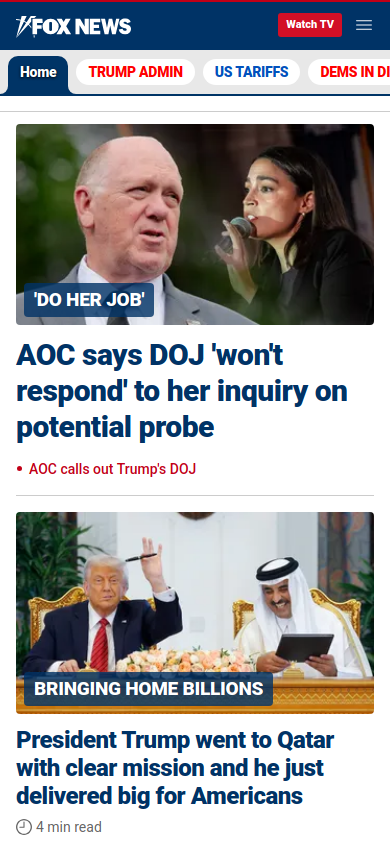 FOX NEWS
Watch TV
Home
TRUMP ADMIN
US TARIFFS
DEMS IN DI
'DO HER JOB'
AOC says DOJ 'won't
respond' to her inquiry on
potential probe
AOC calls out Trump's DOJ
BRINGING HOME BILLIONS
President Trump went to Qatar
with clear mission and he just
delivered big for Americans
4 min read